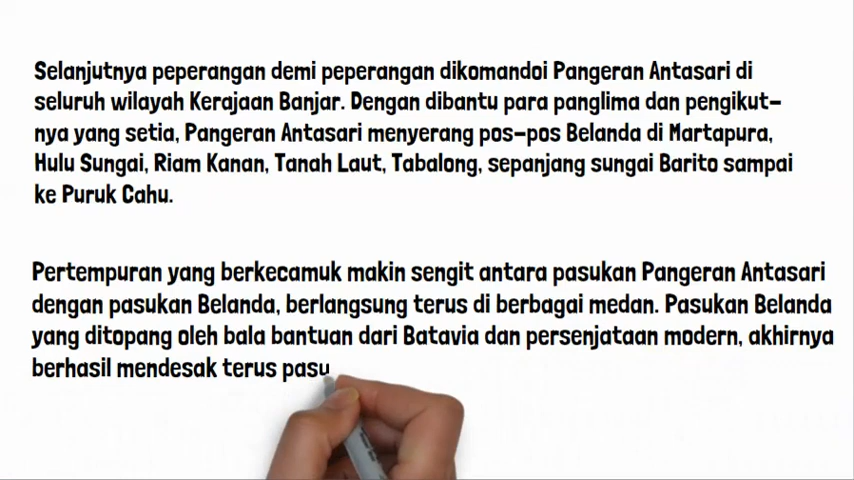 Selanjutnya peperangan demi peperangan dikomandoi Pangeran Antasari di
seluruh wilayah Kerajaan Banjar. Dengan dibantu para panglima dan pengikut-
nya yang setia, Pangeran Antasari menyerang pos-pos Belanda di Martapura,
Hulu Sungai, Riam Kanan, Tanah Laut, Tabalong, sepanjang sungai Barito sampai
ke Puruk Cahu.
Pertempuran yang berkecamuk makin sengit antara pasukan Pangeran Antasari
dengan pasukan Belanda, berlangsung terus di berbagai medan. Pasukan Belanda
yang ditopang oleh bala bantuan dari Batavia dan persenjataan modern, akhirnya
berhasil mendesak terus pasu